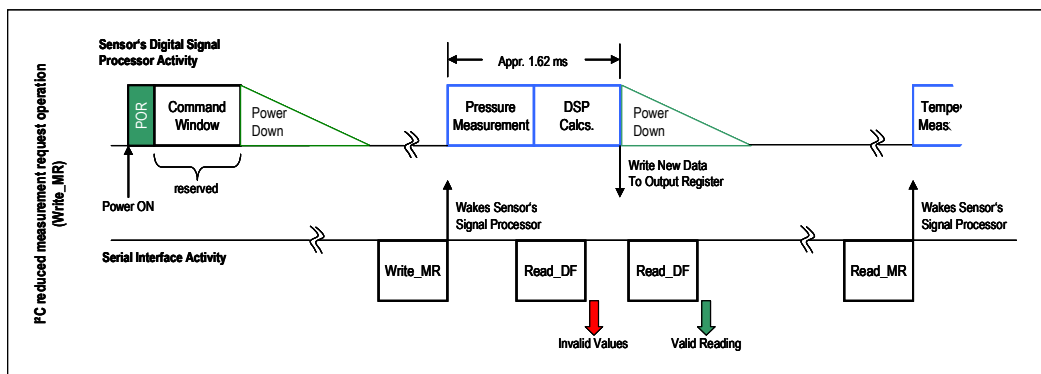 Sensor's Digital Signal
Processor Activity
Appr. 1.62 ms
POR
Command
Window
Power
Down
Pressure
Measurement
DSP
Calcs.
Power
Down
reserved
Power ON
Write New Data
To Output Register
I²C reduced measurement request operation
(Write_MR)
Wakes Sensor's
Signal Processor
Wakes Sensor's
Signal Processor
Serial Interface Activity
Write_MR
Read_DF
Read_DF
Read_MR
Invalid Values
Valid Reading